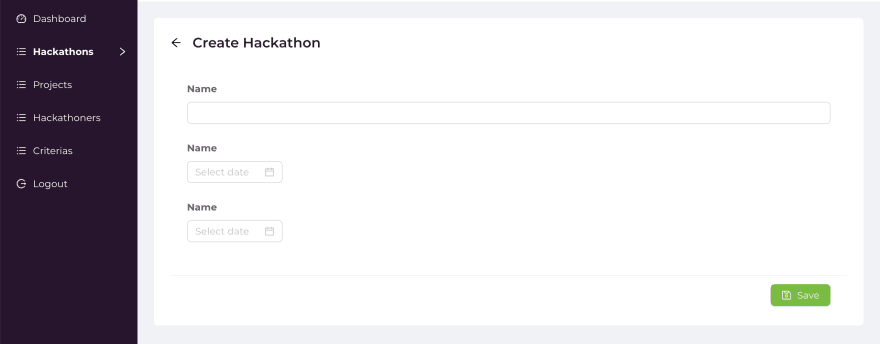 Dashboard
Hackathons
Projects
Hackathoners
Criterias
Logout
Create Hackathon
Name
Name
Select date
Name
Select date
Save